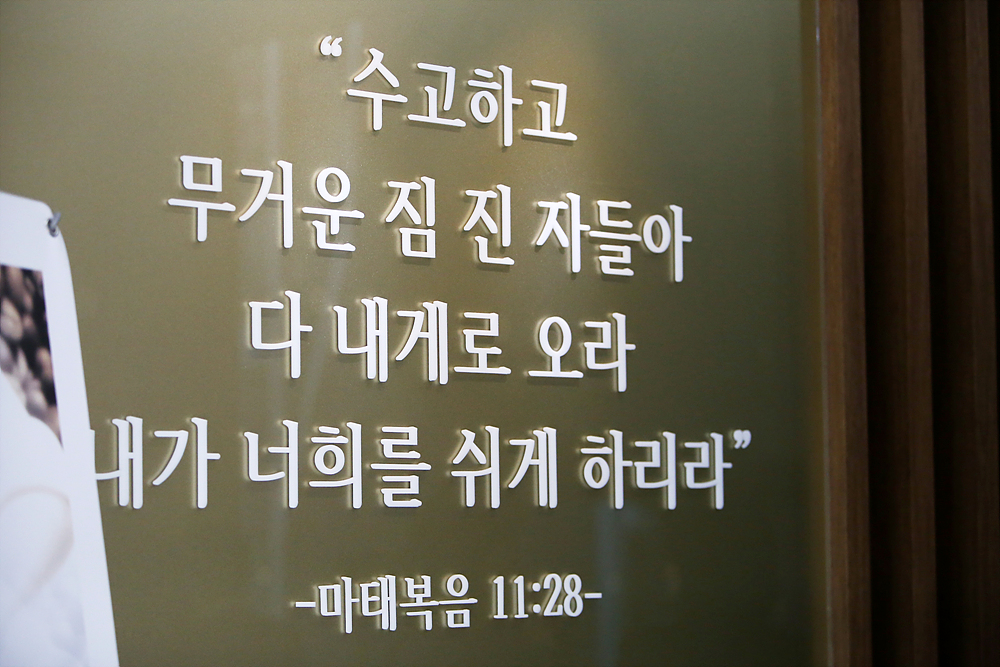 “수고하고
무거운 짐 진 자들아
다 내게로 오라
내가 너희를 쉬게 하리라”
-마태복음 11:28-